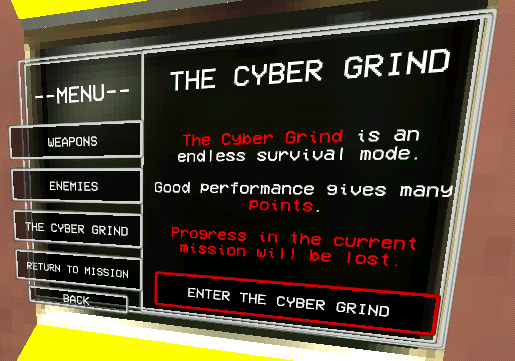 --MENU--
WEAPONS
ENEMIES
THE CYBER GRIND
RETURN TO MISSION
BACK
THE CYBER GRIND
The Cyber Grind is an
endless survival mode.
Good performance gives many
points.
Progress in the current
mission will be lost.
ENTER THE CYBER GRIND